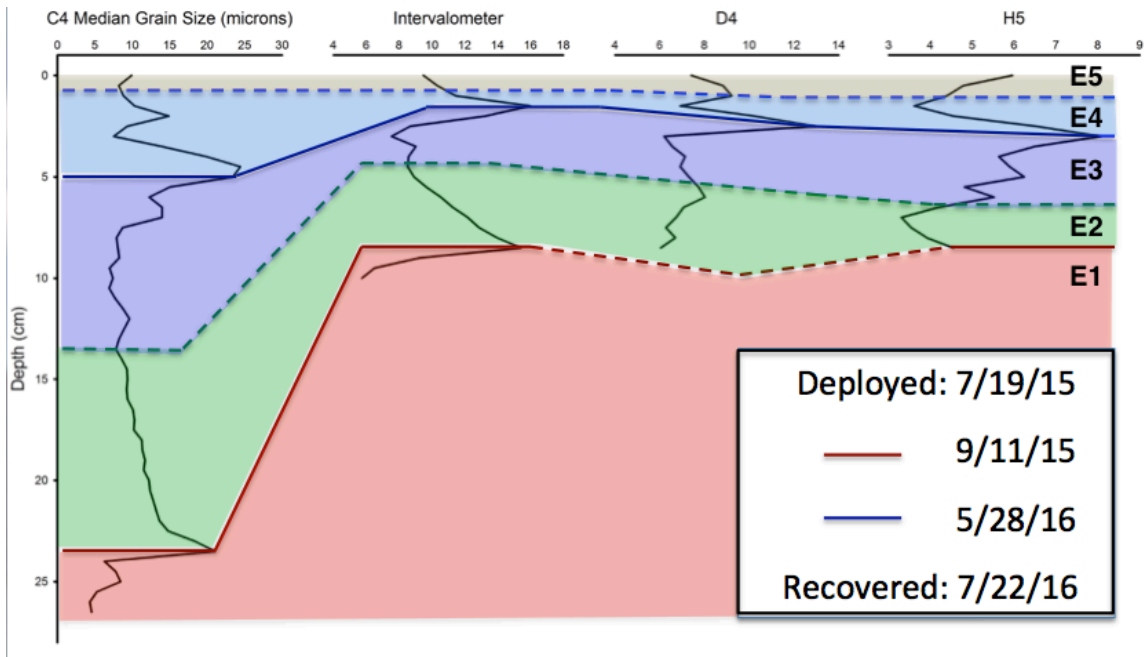 C4 Median Grain Size (microns) Intervalometer D4 H5
0 5 10 15 20 25 30 4 6 8 10 12 14 16 18 4 6 8 10 12 14 3 4 5 6 7 8 9
0
5
10
15
20
25
Depth (cm)
E5
E4
E3
E2
E1
Deployed: 7/19/15
9/11/15
5/28/16
Recovered: 7/22/16